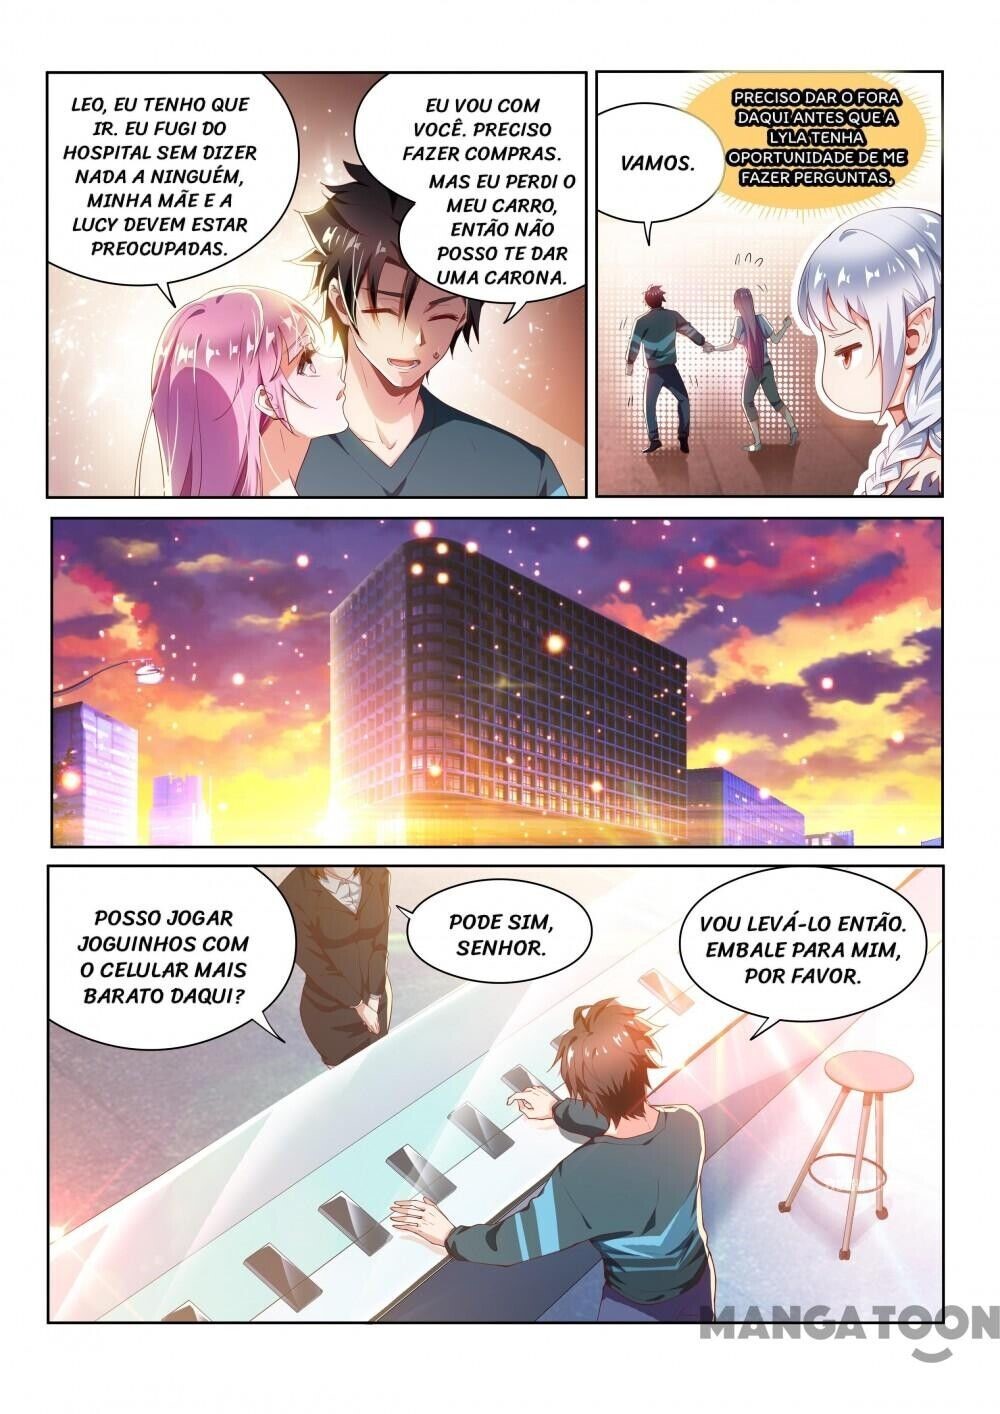 LEO, EU TENHO QUE
IR. EU FUGI DO
HOSPITAL SEM DIZER
NADA A NINGUÉM,
MINHA MÃE E A
LUCY DEVEM ESTAR
PREOCUPADAS.
EU VOU COM
VOCÊ. PRECISO
FAZER COMPRAS.
MAS EU PERDI O
MEU CARRO,
ENTÃO NÃO
POSSO TE DAR
UMA CARONA.
VAMOS.
PRECISO DAR O FORA
DAQUI ANTES QUE A
LYLA TENHA
OPORTUNIDADE DE ME
FAZER PERGUNTAS.
POSSO JOGAR
JOGUINHOS COM
O CELULAR MAIS
BARATO DAQUI?
PODE SIM,
SENHOR.
VOU LEVÁ-LO ENTÃO.
EMBALE PARA MIM,
POR FAVOR.
MANGATOON